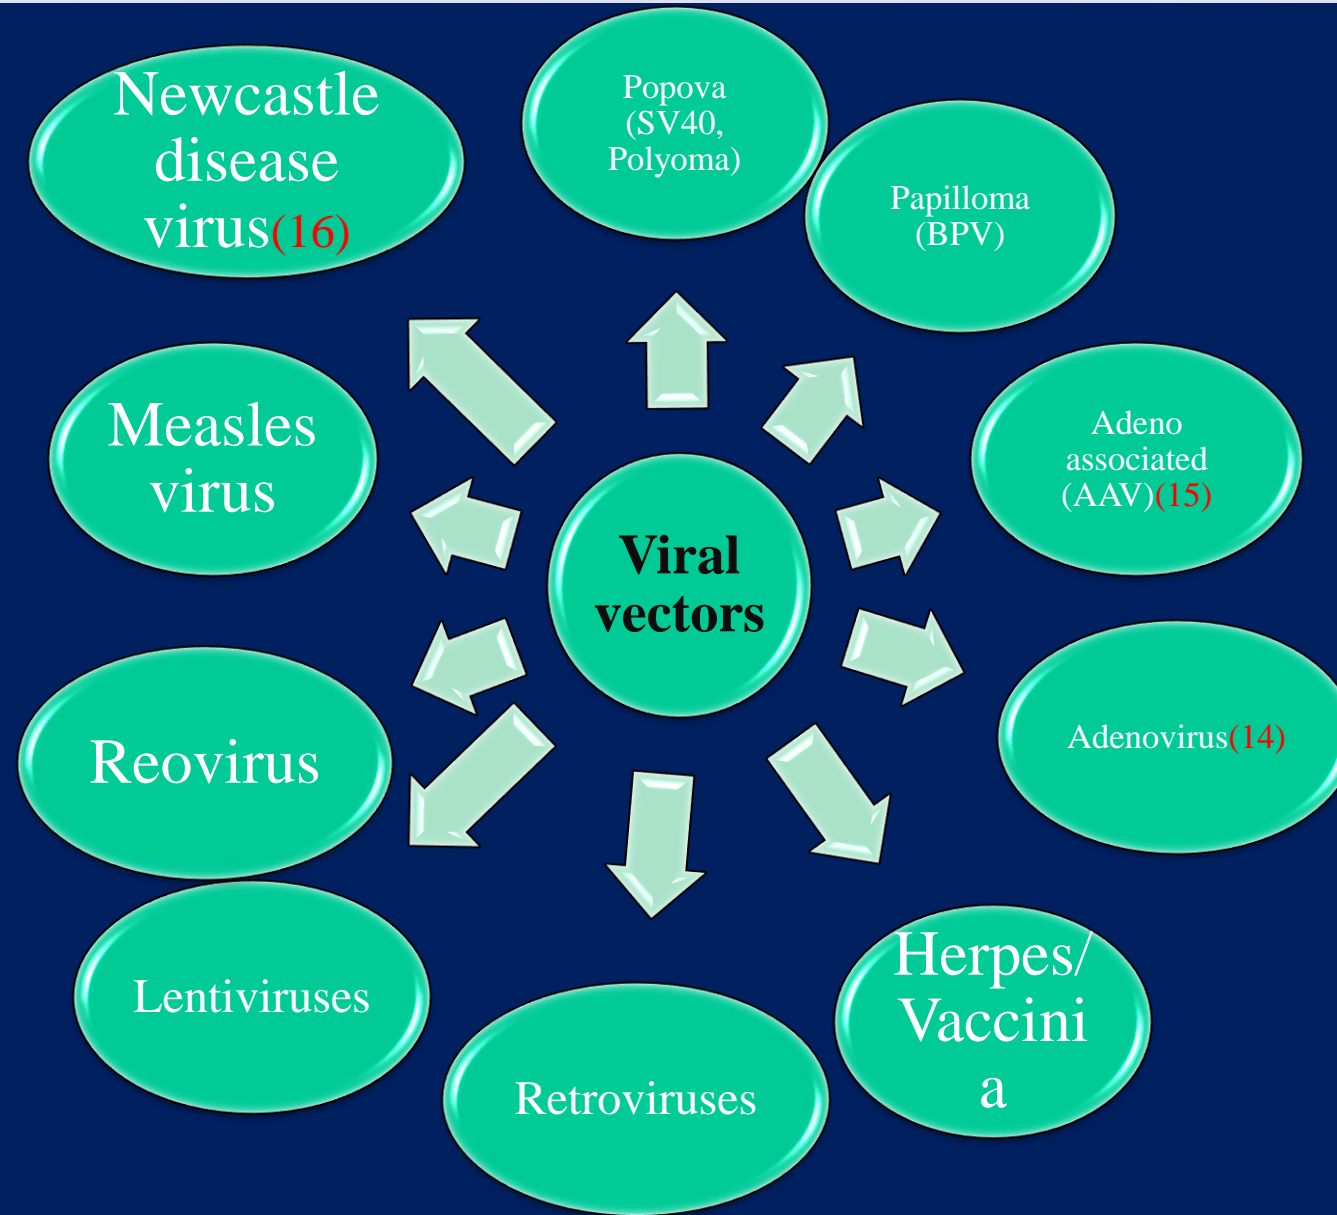 Viral
vectors
Popova
(SV40,
Polyoma)
Papilloma
(BPV)
Adeno
associated
(AAV)(15)
Adenovirus(14)
Herpes/
Vaccini
a
Retroviruses
Lentiviruses
Reovirus
Measles
virus
Newcastle
disease
virus(16)